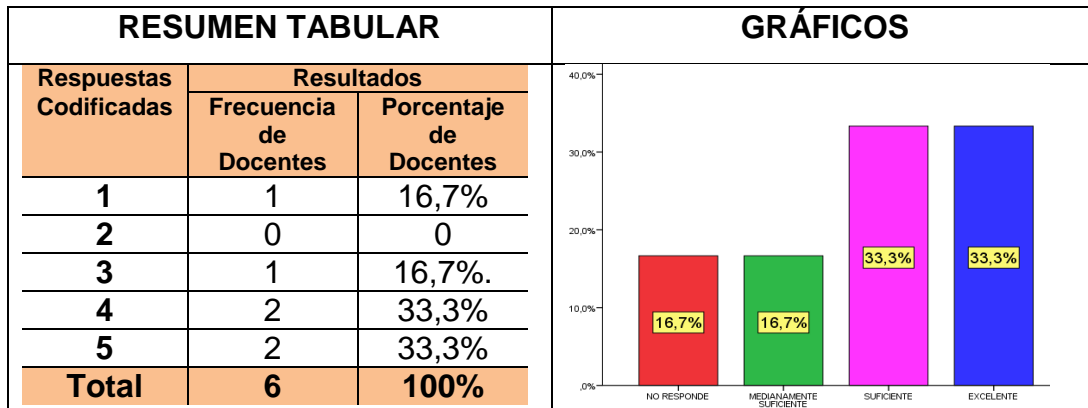 RESUMEN TABULAR
GRÁFICOS
Respuestas Codificadas
Resultados
Frecuencia de Docentes
Porcentaje de Docentes
1 1 16,7%
2 0 0
3 1 16,7%.
4 2 33,3%
5 2 33,3%
Total 6 100%
40,0%
30,0%
20,0%
10,0%
,0%
16,7%
16,7%
33,3%
33,3%
NO RESPONDE
MEDIANAMENTE
SUFICIENTE
SUFICIENTE
EXCELENTE